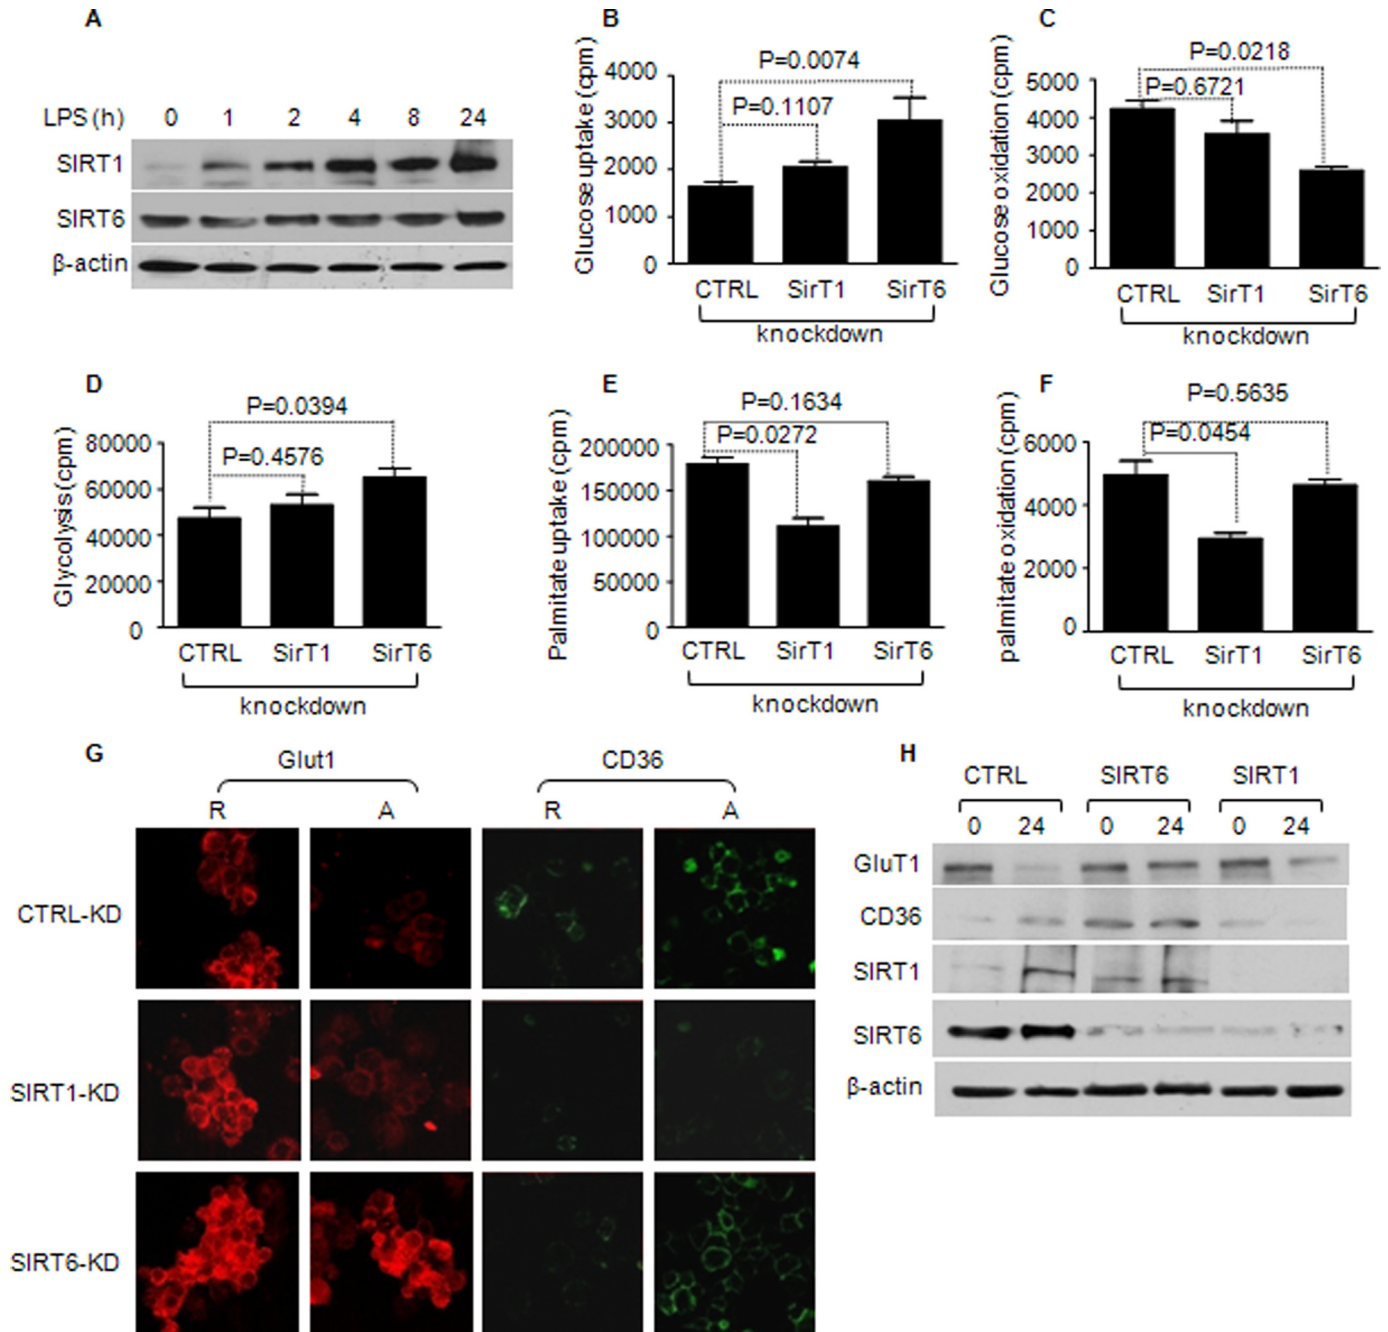 A
LPS (h) 0 1 2 4 8 24
SIRT1
SIRT6
β-actin
B
Glucose uptake (cpm)
4000
3000
2000
1000
0
P=0.0074
P=0.1107
CTRL SirT1 SirT6
knockdown
C
Glucose oxidation (cpm)
5000
4000
3000
2000
1000
0
P=0.0218
P=0.6721
CTRL SirT1 SirT6
knockdown
D
Glycolysis (cpm)
80000
60000
40000
20000
0
P=0.0394
P=0.4576
CTRL SirT1 SirT6
knockdown
E
Palmitate uptake (cpm)
200000
150000
100000
50000
0
P=0.1634
P=0.0272
CTRL SirT1 SirT6
knockdown
F
palmitate oxidation (cpm)
6000
4000
2000
0
P=0.5635
P=0.0454
CTRL SirT1 SirT6
knockdown
G
Glut1 CD36
R A R A
CTRL-KD
SIRT1-KD
SIRT6-KD
H
CTRL SIRT6 SIRT1
0 24 0 24 0 24
GluT1
CD36
SIRT1
SIRT6
β-actin